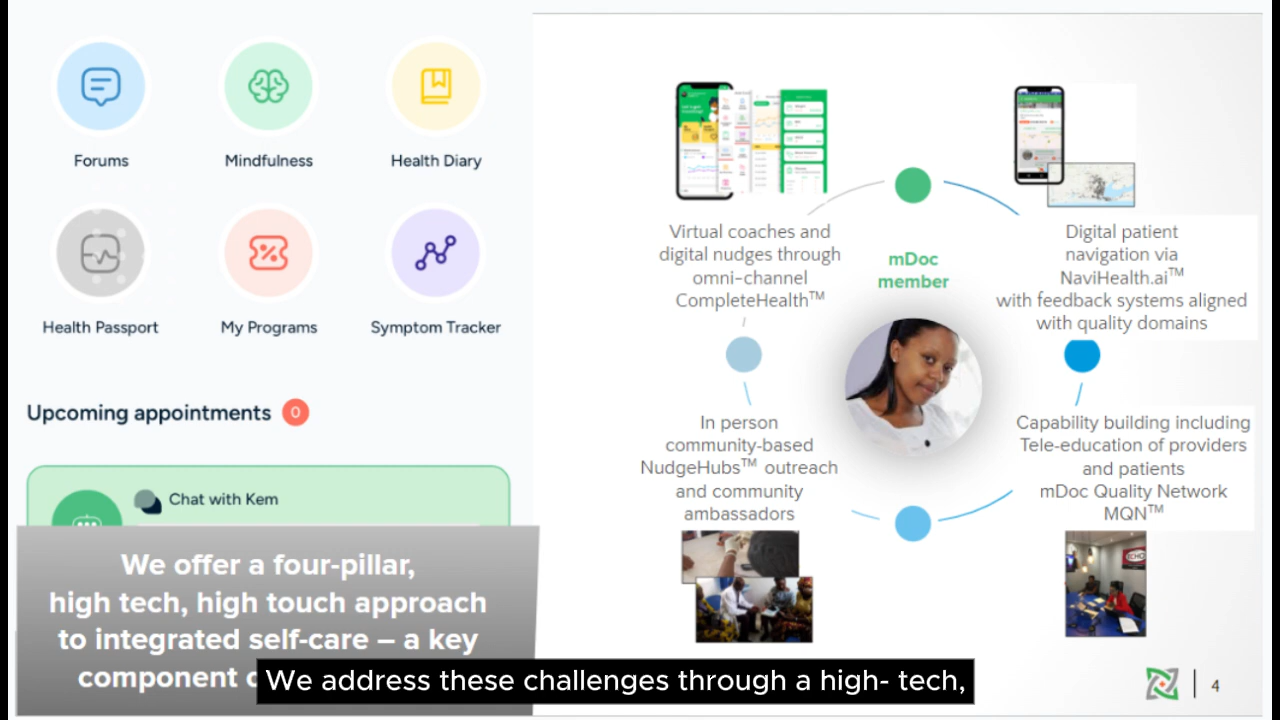 Forums
Mindfulness
Health Diary
Health Passport
My Programs
Symptom Tracker
Upcoming appointments 0
Chat with Kem
We offer a four-pillar,
high tech, high touch approach
to integrated self-care – a key
component
We address these challenges through a high- tech,
Virtual coaches and
digital nudges through
omni-channel
CompleteHealth™
mDoc
member
Digital patient
navigation via
NaviHealth.ai™
with feedback systems aligned
with quality domains
In person
community-based
NudgeHubs™ outreach
and community
ambassadors
Capability building including
Tele-education of providers
and patients
mDoc Quality Network
MQN™
4